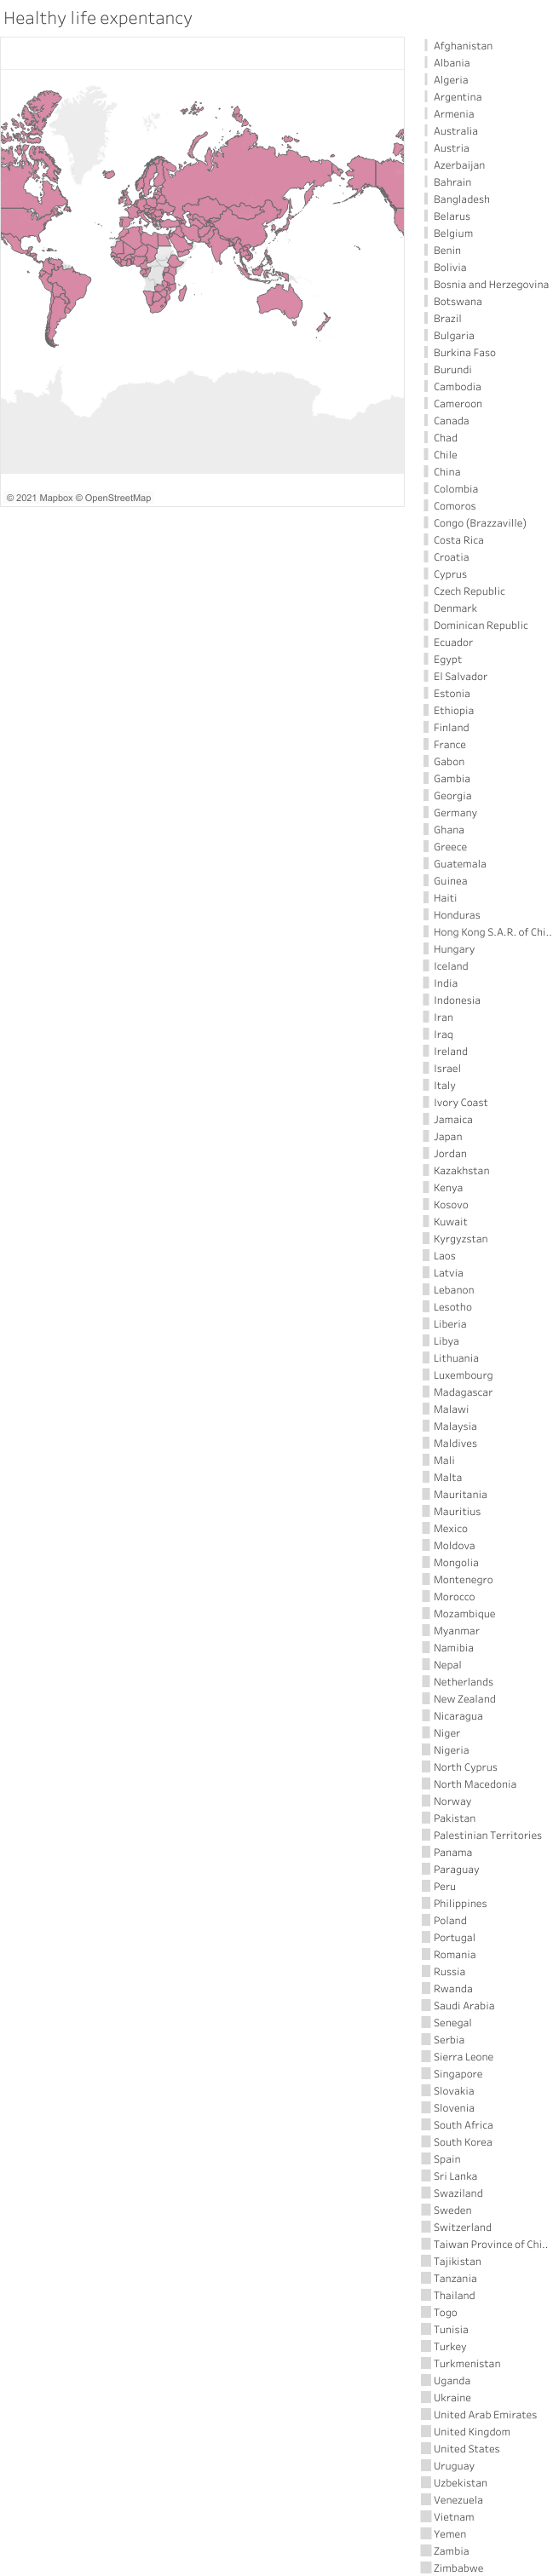 Healthy life expentancy
© 2021 Mapbox © OpenStreetMap
Afghanistan
Albania
Algeria
Argentina
Armenia
Australia
Austria
Azerbaijan
Bahrain
Bangladesh
Belarus
Belgium
Benin
Bolivia
Bosnia and Herzegovina
Botswana
Brazil
Bulgaria
Burkina Faso
Burundi
Cambodia
Cameroon
Canada
Chad
Chile
China
Colombia
Comoros
Congo (Brazzaville)
Costa Rica
Croatia
Cyprus
Czech Republic
Denmark
Dominican Republic
Ecuador
Egypt
El Salvador
Estonia
Ethiopia
Finland
France
Gabon
Gambia
Georgia
Germany
Ghana
Greece
Guatemala
Guinea
Haiti
Honduras
Hong Kong S.A.R. of Chi..
Hungary
Iceland
India
Indonesia
Iran
Iraq
Ireland
Israel
Italy
Ivory Coast
Jamaica
Japan
Jordan
Kazakhstan
Kenya
Kosovo
Kuwait
Kyrgyzstan
Laos
Latvia
Lebanon
Lesotho
Liberia
Libya
Lithuania
Luxembourg
Madagascar
Malawi
Malaysia
Maldives
Mali
Malta
Mauritania
Mauritius
Mexico
Moldova
Mongolia
Montenegro
Morocco
Mozambique
Myanmar
Namibia
Nepal
Netherlands
New Zealand
Nicaragua
Niger
Nigeria
North Cyprus
North Macedonia
Norway
Pakistan
Palestinian Territories
Panama
Paraguay
Peru
Philippines
Poland
Portugal
Romania
Russia
Rwanda
Saudi Arabia
Senegal
Serbia
Sierra Leone
Singapore
Slovakia
Slovenia
South Africa
South Korea
Spain
Sri Lanka
Swaziland
Sweden
Switzerland
Taiwan Province of Chi..
Tajikistan
Tanzania
Thailand
Togo
Tunisia
Turkey
Turkmenistan
Uganda
Ukraine
United Arab Emirates
United Kingdom
United States
Uruguay
Uzbekistan
Venezuela
Vietnam
Yemen
Zambia
Zimbabwe